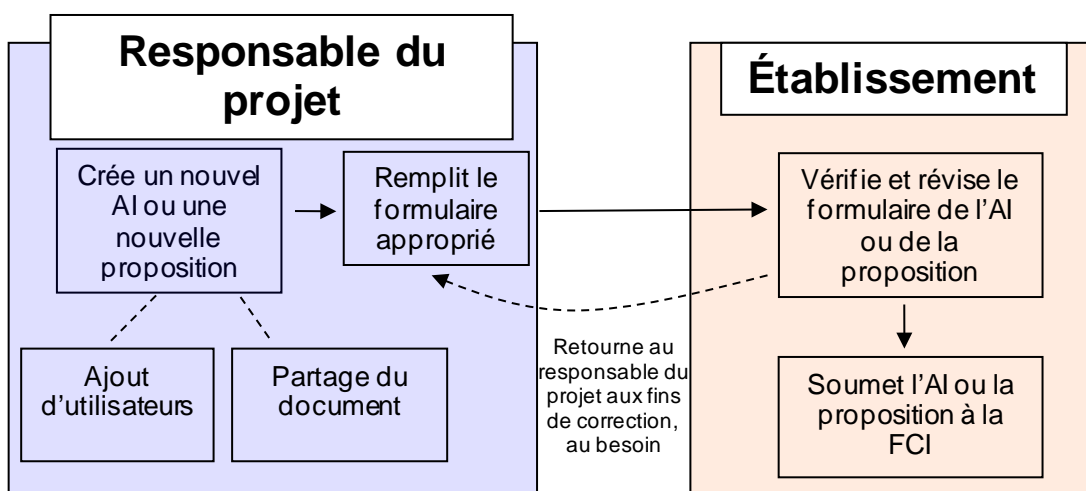 Responsable du
projet
Établissement
Crée un nouvel
AI ou une
nouvelle
proposition
Remplit le
formulaire
approprié
Vérifie et révise le
formulaire de l'AI
ou de la
proposition
Ajout
d'utilisateurs
Partage du
document
Retourne au
responsable du
projet aux fins
de correction,
au besoin
Soumet l'AI ou la
proposition à la
FCI